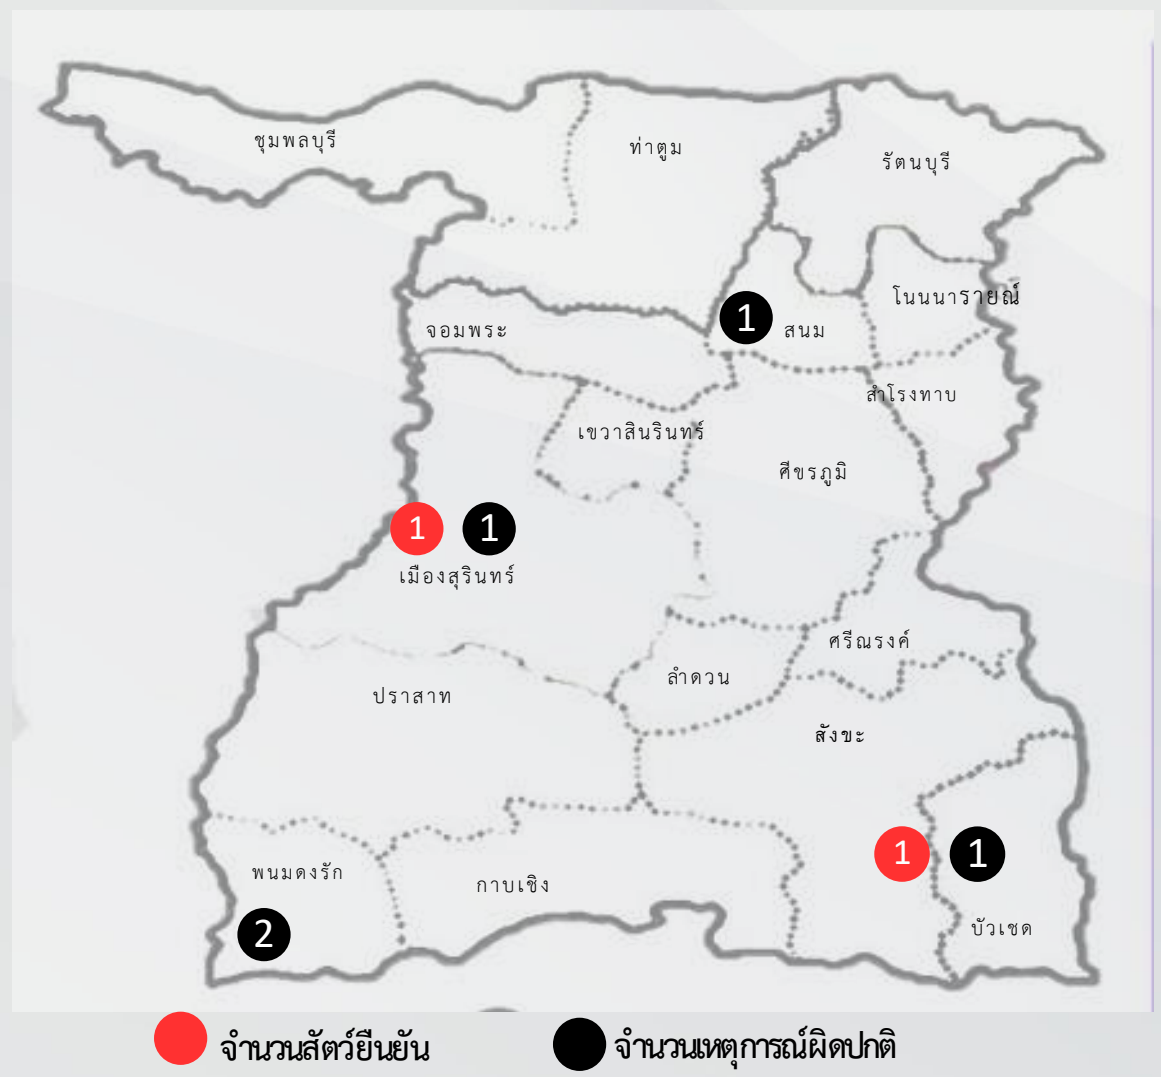 ชุมพลบุรี
ท่าตูม
รัตนบุรี
โนนนารายณ์
1
สนม
จอมพระ
สำโรงทาบ
เขวาสินรินทร์
ศีขรภูมิ
1 1
เมืองสุรินทร์
ศรีณรงค์
ลำดวน
ปราสาท
สังขะ
1 1
พนมดงรัก
กาบเชิง
บัวเชด
2
จำนวนสัตว์ยืนยัน จำนวนเหตุการณ์ผิดปกติ